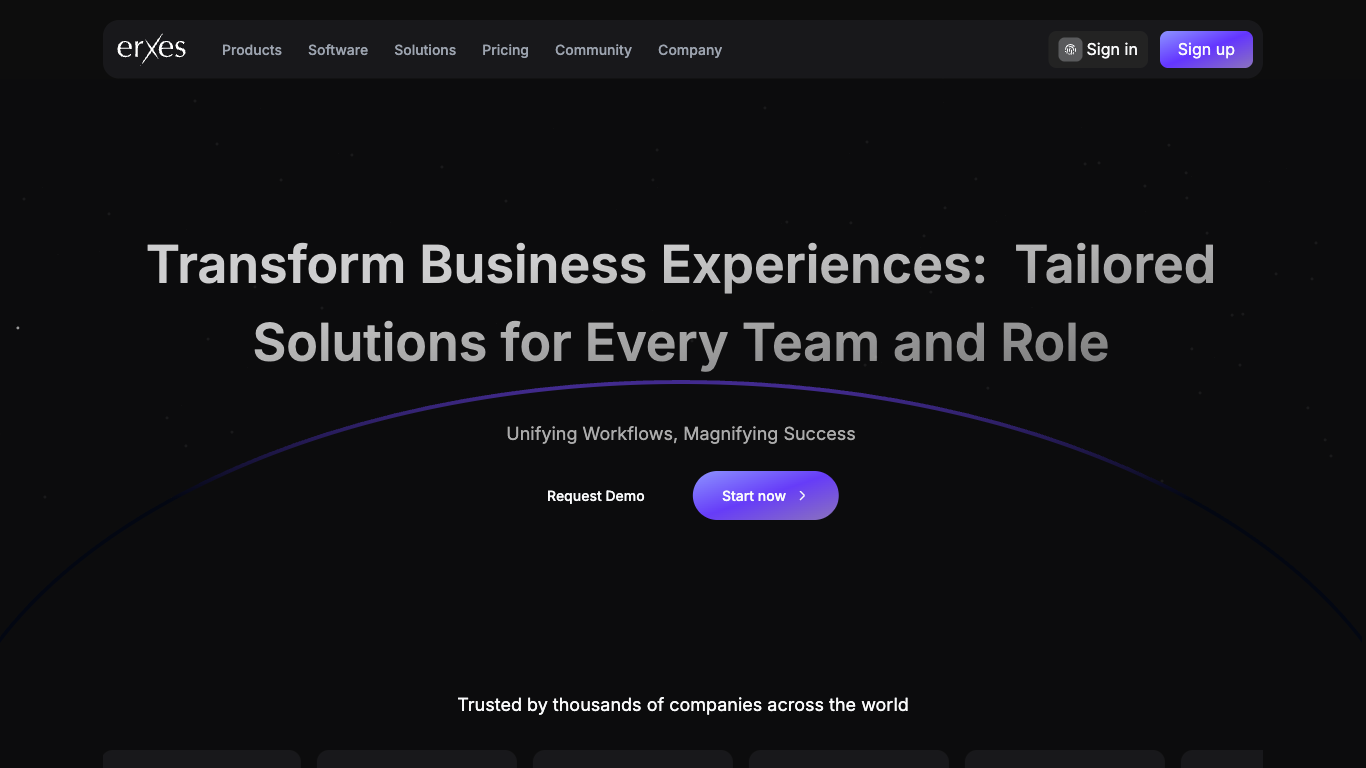 erxes
Products
Software
Solutions
Pricing
Community
Company
Sign in
Sign up
Transform Business Experiences: Tailored
Solutions for Every Team and Role
Unifying Workflows, Magnifying Success
Request Demo
Start now
Trusted by thousands of companies across the world